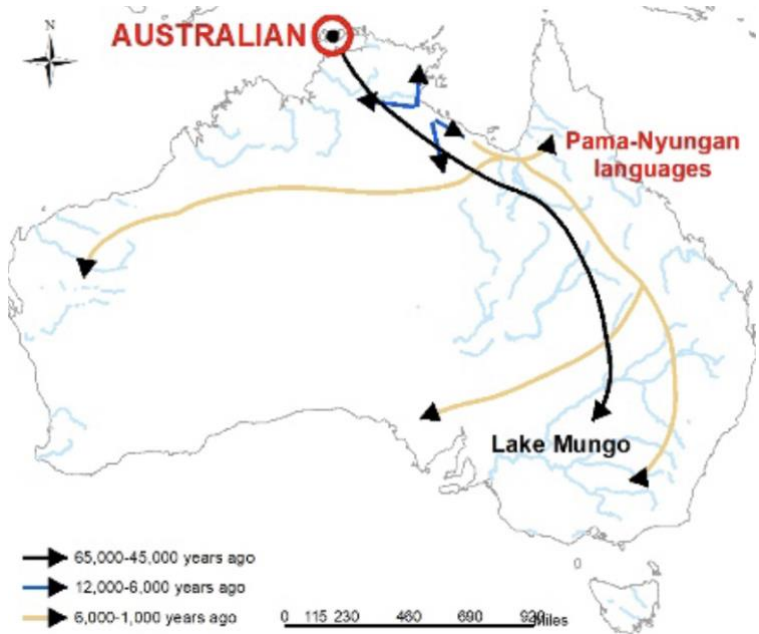 N
AUSTRALIAN
Pama-Nyungan
languages
Lake Mungo
65,000-45,000 years ago
12,000-6,000 years ago
6,000-1,000 years ago
0 115 230 460 690 920 Miles